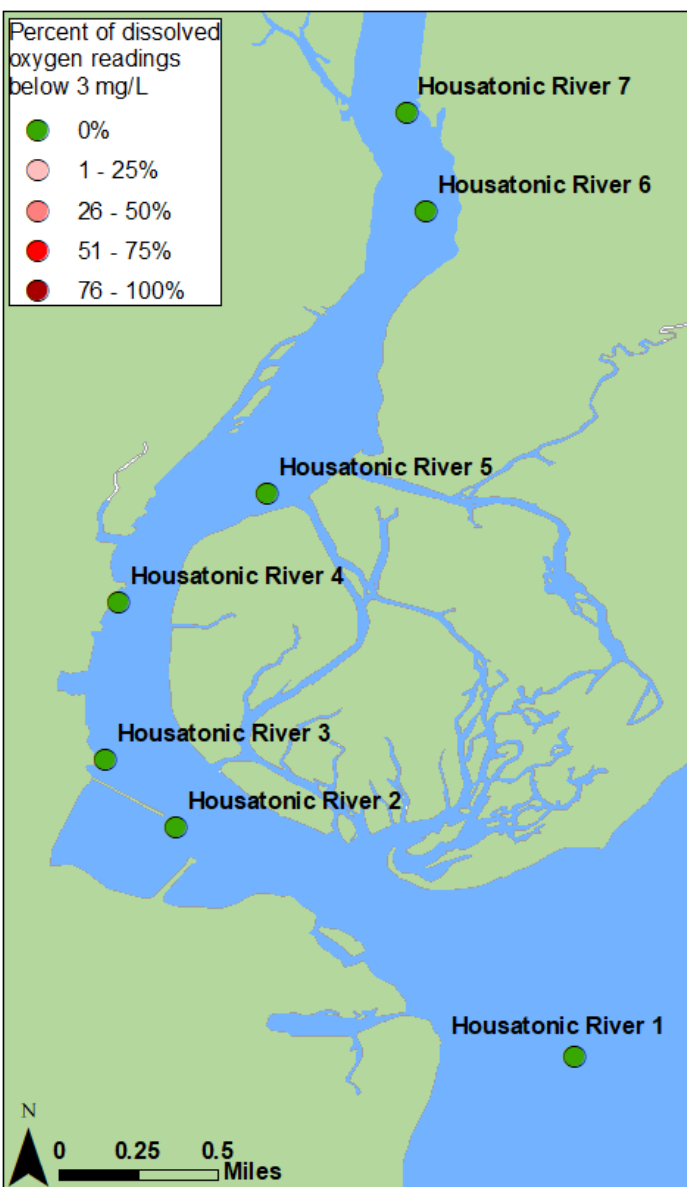 Percent of dissolved
oxygen readings
below 3 mg/L
0%
1 - 25%
26 - 50%
51 - 75%
76 - 100%
Housatonic River 7
Housatonic River 6
Housatonic River 5
Housatonic River 4
Housatonic River 3
Housatonic River 2
Housatonic River 1
N
0 0.25 0.5
Miles